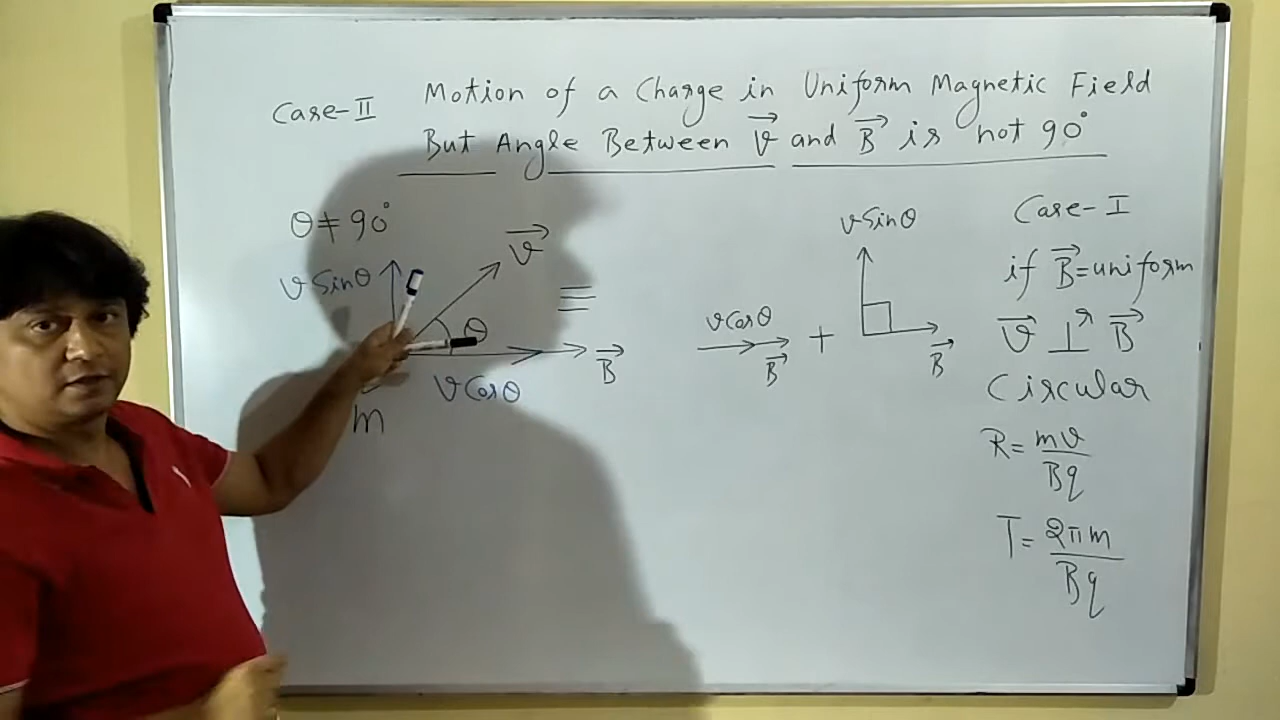 Case-II
Motion of a Charge in Uniform Magnetic Field
But Angle Between v⃗ and B⃗ is not 90°
θ≠90°
v Sinθ
v⃗
θ
B⃗
v Cosθ
m
≡
v Cosθ
B⃗
+
v Sinθ
B⃗
Case-I
if B⃗=uniform
v⃗ ⊥r B⃗
Circular
R= mv/Bq
T= 2πm/Bq